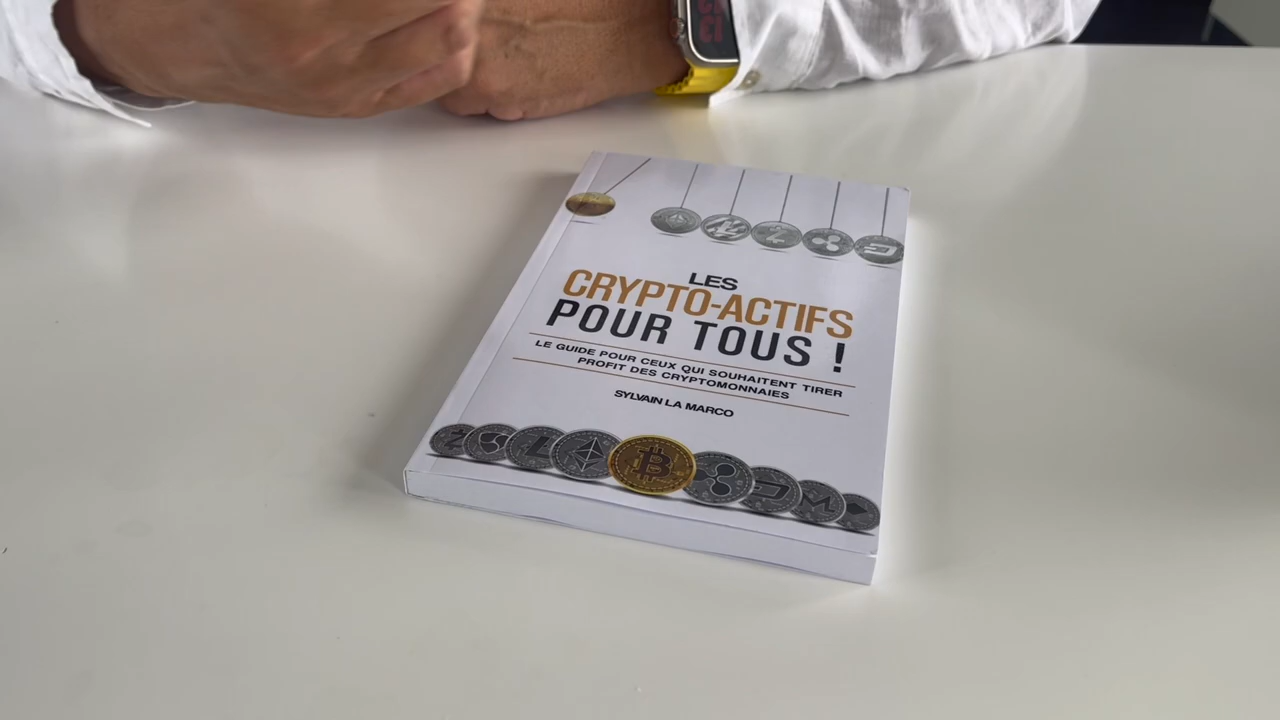 LES
CRYPTO-ACTIFS
POUR TOUS !
LE GUIDE POUR CEUX QUI SOUHAITENT TIRER
PROFIT DES CRYPTOMONNAIES
SYLVAIN LA MARCO